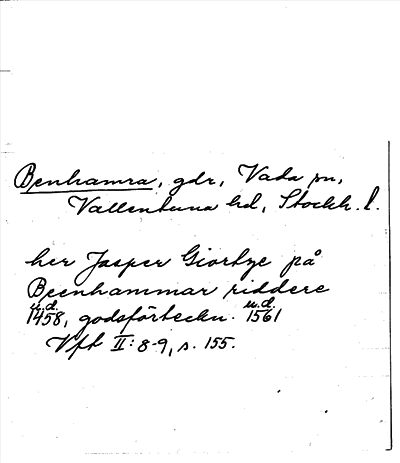 Benhamra, gdr, Vada sn,
Vallentuna hd, Stockh. l.
her Jasper Giortze på
Beenhammar riddere
u.d.
1458, godsförteckn. u.d. 1561
Vfl II: 8-9, s. 155.